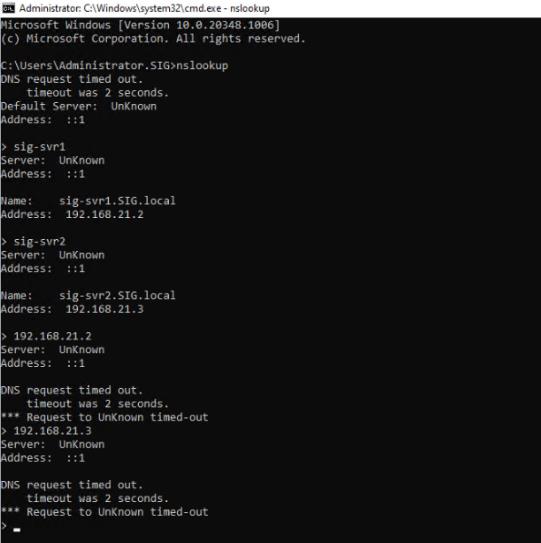 Administrator: C:\Windows\system32\cmd.exe - nslookup
Microsoft Windows [Version 10.0.20348.1006]
(c) Microsoft Corporation. All rights reserved.
C:\Users\Administrator.SIG>nslookup
DNS request timed out.
    timeout was 2 seconds.
Default Server:  UnKnown
Address:  ::1
> sig-svr1
Server:  UnKnown
Address:  ::1
Name:    sig-svr1.SIG.local
Address:  192.168.21.2
> sig-svr2
Server:  UnKnown
Address:  ::1
Name:    sig-svr2.SIG.local
Address:  192.168.21.3
> 192.168.21.2
Server:  UnKnown
Address:  ::1
DNS request timed out.
    timeout was 2 seconds.
*** Request to UnKnown timed-out
> 192.168.21.3
Server:  UnKnown
Address:  ::1
DNS request timed out.
    timeout was 2 seconds.
*** Request to UnKnown timed-out
>